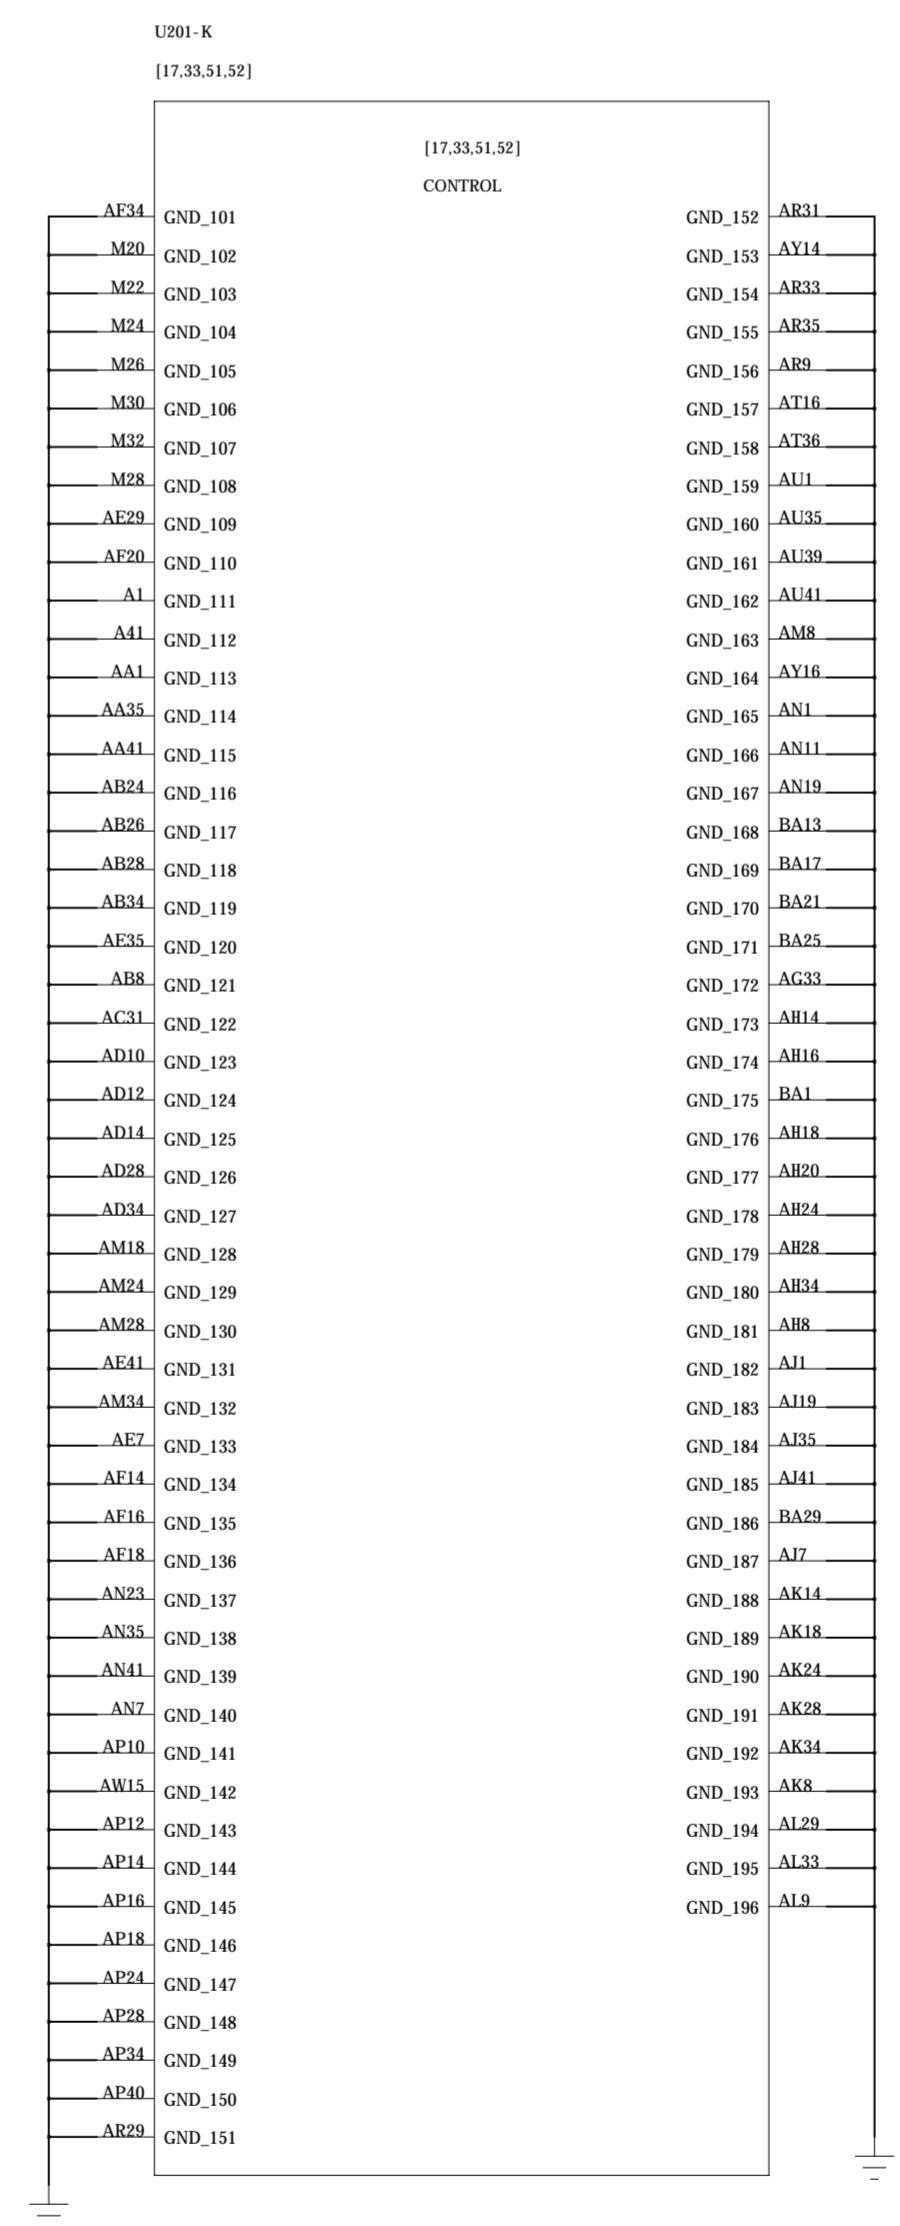 U201-K
[17,33,51,52]
[17,33,51,52]
CONTROL
AF34 GND_101 GND_152 AR31
M20 GND_102 GND_153 AY14
M22 GND_103 GND_154 AR33
M24 GND_104 GND_155 AR35
M26 GND_105 GND_156 AR9
M30 GND_106 GND_157 AT16
M32 GND_107 GND_158 AT36
M28 GND_108 GND_159 AU1
AE29 GND_109 GND_160 AU35
AF20 GND_110 GND_161 AU39
A1 GND_111 GND_162 AU41
A41 GND_112 GND_163 AM8
AA1 GND_113 GND_164 AY16
AA35 GND_114 GND_165 AN1
AA41 GND_115 GND_166 AN11
AB24 GND_116 GND_167 AN19
AB26 GND_117 GND_168 BA13
AB28 GND_118 GND_169 BA17
AB34 GND_119 GND_170 BA21
AE35 GND_120 GND_171 BA25
AB8 GND_121 GND_172 AG33
AC31 GND_122 GND_173 AH14
AD10 GND_123 GND_174 AH16
AD12 GND_124 GND_175 BA1
AD14 GND_125 GND_176 AH18
AD28 GND_126 GND_177 AH20
AD34 GND_127 GND_178 AH24
AM18 GND_128 GND_179 AH28
AM24 GND_129 GND_180 AH34
AM28 GND_130 GND_181 AH8
AE41 GND_131 GND_182 AJ1
AM34 GND_132 GND_183 AJ19
AE7 GND_133 GND_184 AJ35
AF14 GND_134 GND_185 AJ41
AF16 GND_135 GND_186 BA29
AF18 GND_136 GND_187 AJ7
AN23 GND_137 GND_188 AK14
AN35 GND_138 GND_189 AK18
AN41 GND_139 GND_190 AK24
AN7 GND_140 GND_191 AK28
AP10 GND_141 GND_192 AK34
AW15 GND_142 GND_193 AK8
AP12 GND_143 GND_194 AL29
AP14 GND_144 GND_195 AL33
AP16 GND_145 GND_196 AL9
AP18 GND_146
AP24 GND_147
AP28 GND_148
AP34 GND_149
AP40 GND_150
AR29 GND_151